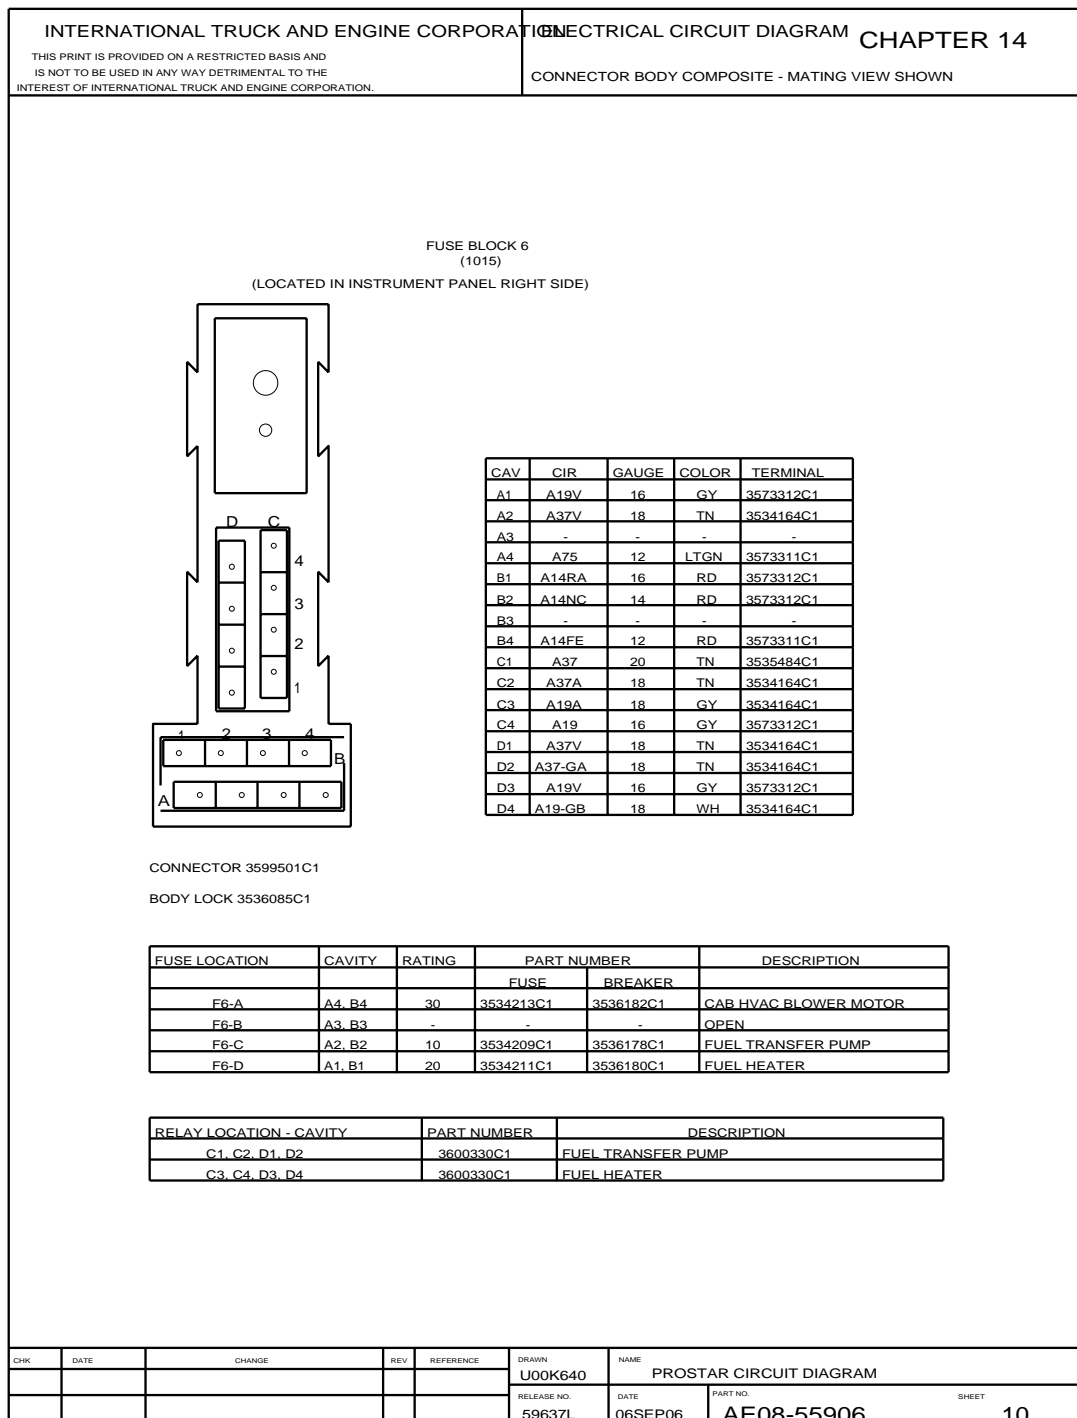 INTERNATIONAL TRUCK AND ENGINE CORPORATION
THIS PRINT IS PROVIDED ON A RESTRICTED BASIS AND
IS NOT TO BE USED IN ANY WAY DETRIMENTAL TO THE
INTEREST OF INTERNATIONAL TRUCK AND ENGINE CORPORATION.
ELECTRICAL CIRCUIT DIAGRAM
CHAPTER 14
CONNECTOR BODY COMPOSITE - MATING VIEW SHOWN
FUSE BLOCK 6
(1015)
(LOCATED IN INSTRUMENT PANEL RIGHT SIDE)
D C
4
3
2
1
1 2 3 4
B
A
CAV CIR GAUGE COLOR TERMINAL
A1 A19V 16 GY 3573312C1
A2 A37V 18 TN 3534164C1
A3 - - - -
A4 A75 12 LTGN 3573311C1
B1 A14RA 16 RD 3573312C1
B2 A14NC 14 RD 3573312C1
B3 - - - -
B4 A14FE 12 RD 3573311C1
C1 A37 20 TN 3535484C1
C2 A37A 18 TN 3534164C1
C3 A19A 18 GY 3534164C1
C4 A19 16 GY 3573312C1
D1 A37V 18 TN 3534164C1
D2 A37-GA 18 TN 3534164C1
D3 A19V 16 GY 3573312C1
D4 A19-GB 18 WH 3534164C1
CONNECTOR 3599501C1
BODY LOCK 3536085C1
FUSE LOCATION CAVITY RATING PART NUMBER DESCRIPTION
FUSE BREAKER
F6-A A4, B4 30 3534213C1 3536182C1 CAB HVAC BLOWER MOTOR
F6-B A3, B3 - - - OPEN
F6-C A2, B2 10 3534209C1 3536178C1 FUEL TRANSFER PUMP
F6-D A1, B1 20 3534211C1 3536180C1 FUEL HEATER
RELAY LOCATION - CAVITY PART NUMBER DESCRIPTION
C1, C2, D1, D2 3600330C1 FUEL TRANSFER PUMP
C3, C4, D3, D4 3600330C1 FUEL HEATER
CHK DATE CHANGE REV REFERENCE DRAWN NAME
U00K640 PROSTAR CIRCUIT DIAGRAM
RELEASE NO. DATE PART NO. SHEET
59637L 06SEP06 AE08-55906 10